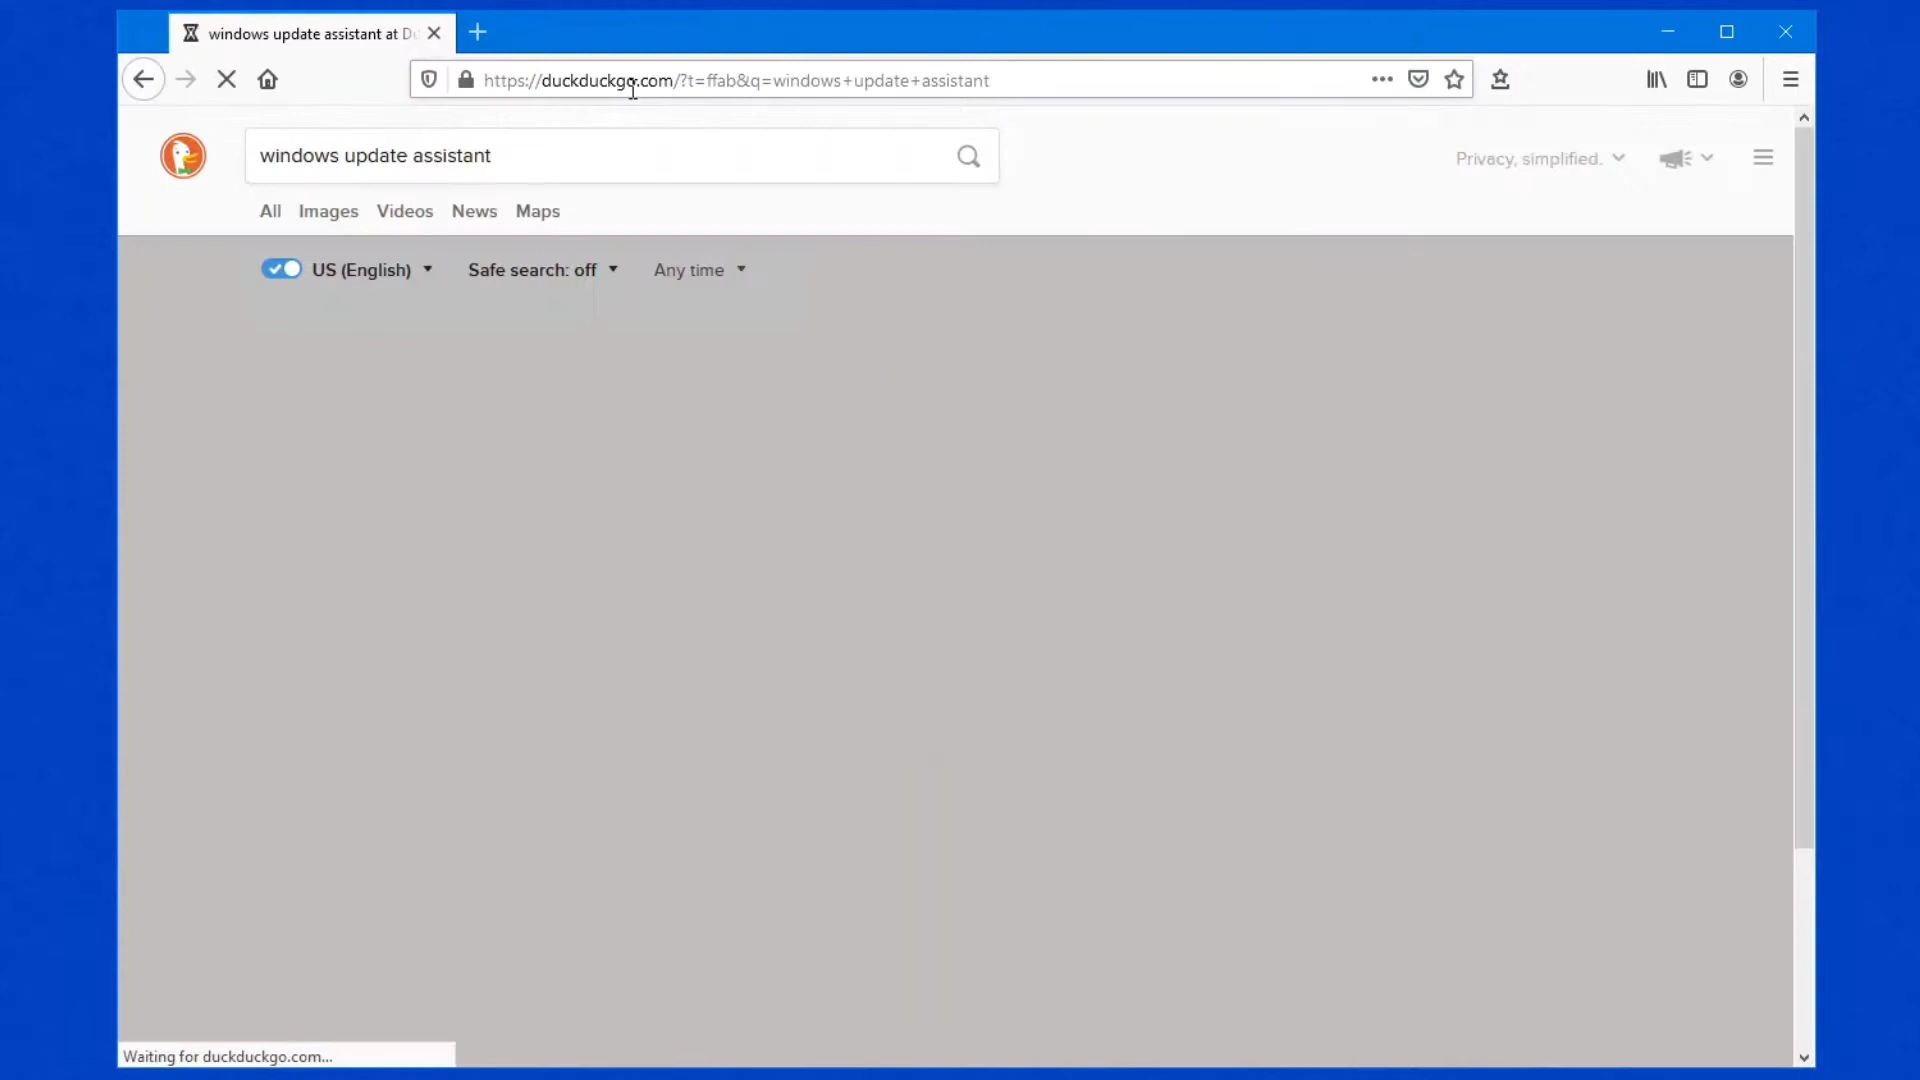 windows update assistant at D
https://duckduckgo.com/?t=ffab&q=windows+update+assistant
windows update assistant
Privacy, simplified.
All Images Videos News Maps
US (English) Safe search: off Any time
Waiting for duckduckgo.com...